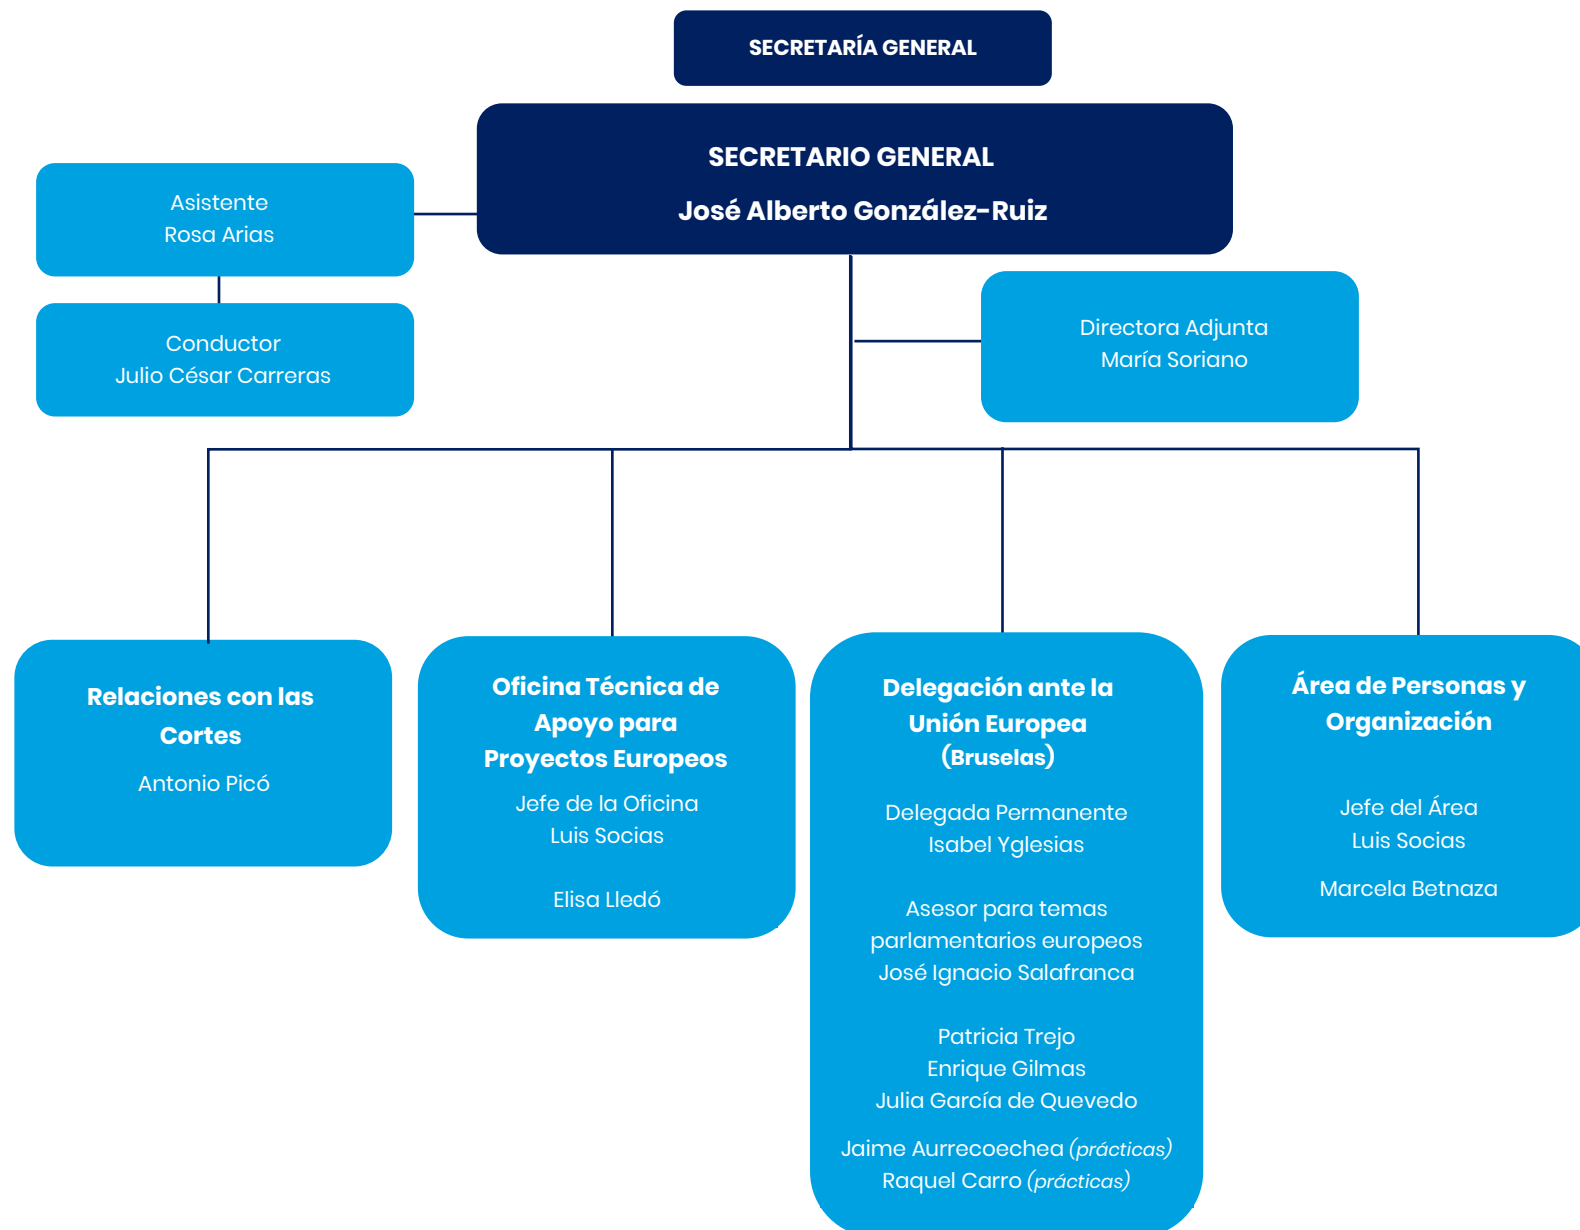 SECRETARÍA GENERAL
SECRETARIO GENERAL
José Alberto González-Ruiz
Asistente
Rosa Arias
Conductor
Julio César Carreras
Directora Adjunta
María Soriano
Relaciones con las
Cortes
Antonio Picó
Oficina Técnica de
Apoyo para
Proyectos Europeos
Jefe de la Oficina
Luis Socias
Elisa Lledó
Delegación ante la
Unión Europea
(Bruselas)
Delegada Permanente
Isabel Yglesias
Asesor para temas
parlamentarios europeos
José Ignacio Salafranca
Patricia Trejo
Enrique Gilmas
Julia García de Quevedo
Jaime Aurrecoechea (prácticas)
Raquel Carro (prácticas)
Área de Personas y
Organización
Jefe del Área
Luis Socias
Marcela Betnaza